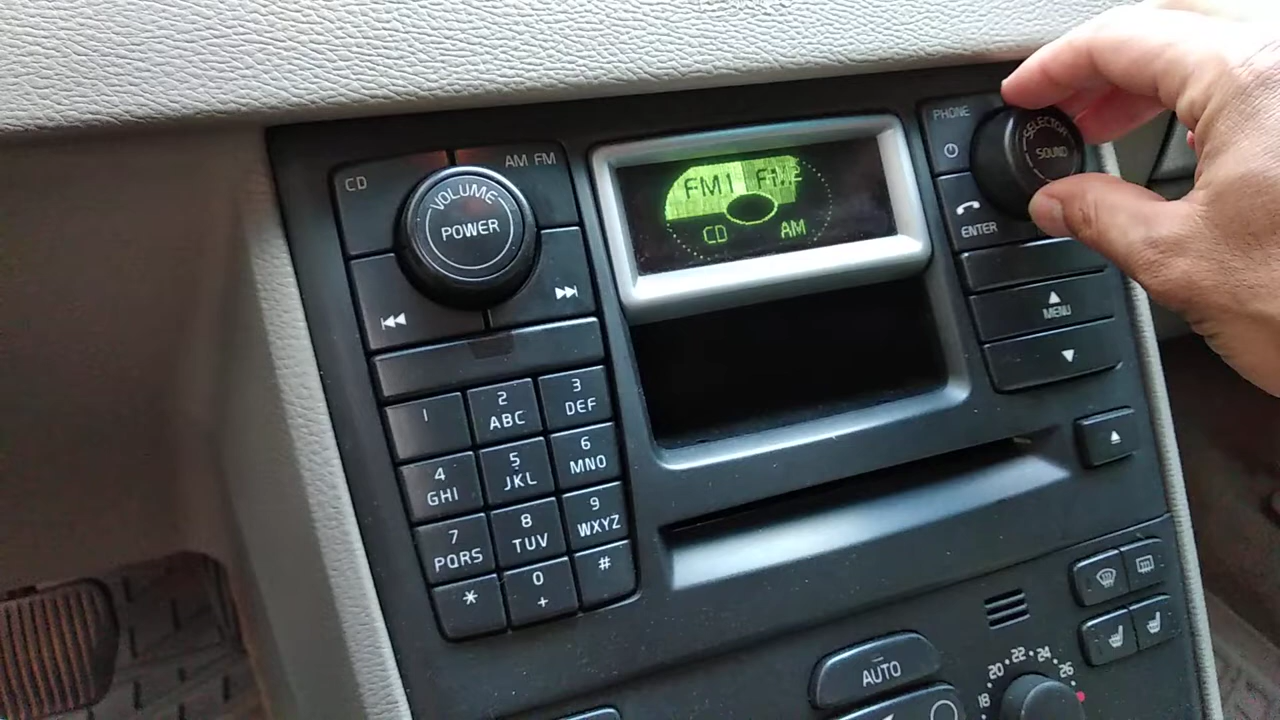 CD
AM FM
VOLUME
POWER
FM1
CD
AM
PHONE
SELECTOR
SOUND
ENTER
MENU
1
2
ABC
3
DEF
4
GHI
5
JKL
6
MNO
7
PQRS
8
TUV
9
WXYZ
*
0
+
#
AUTO
18
20
22
24
26